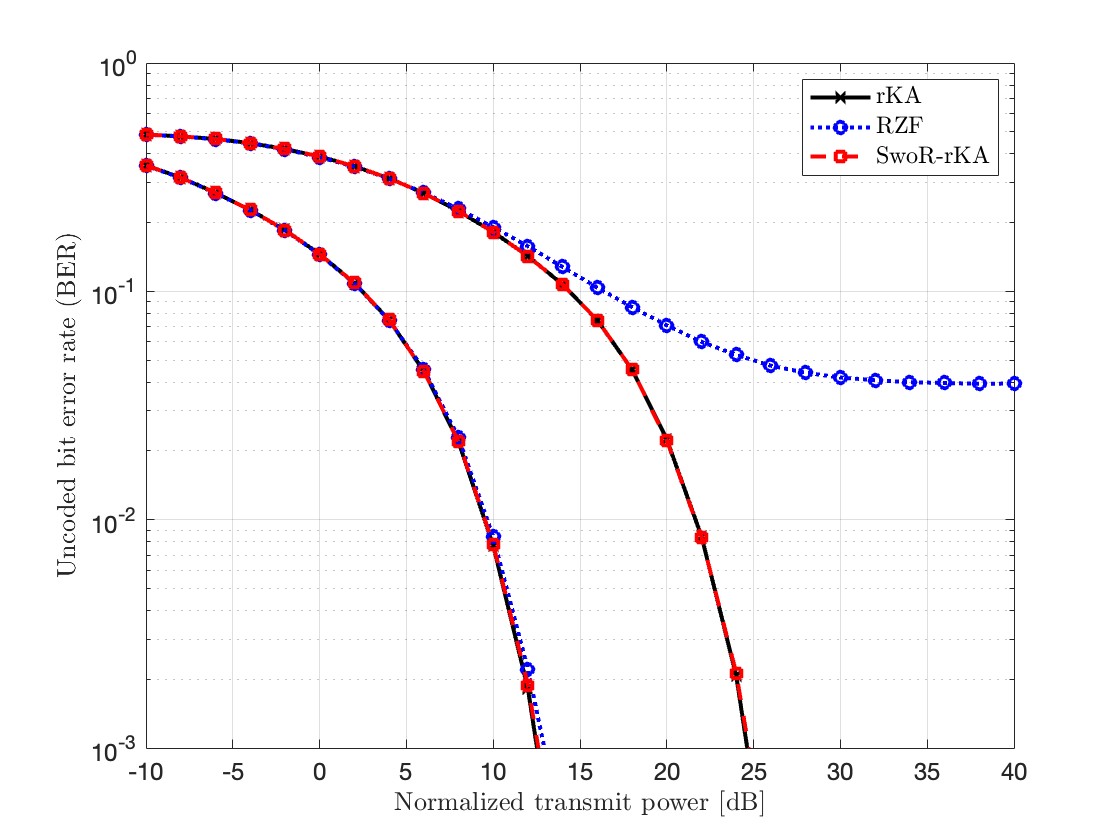 10^0
10^-1
10^-2
10^-3
Uncoded bit error rate (BER)
rKA
RZF
SwoR-rKA
-10 -5 0 5 10 15 20 25 30 35 40
Normalized transmit power [dB]